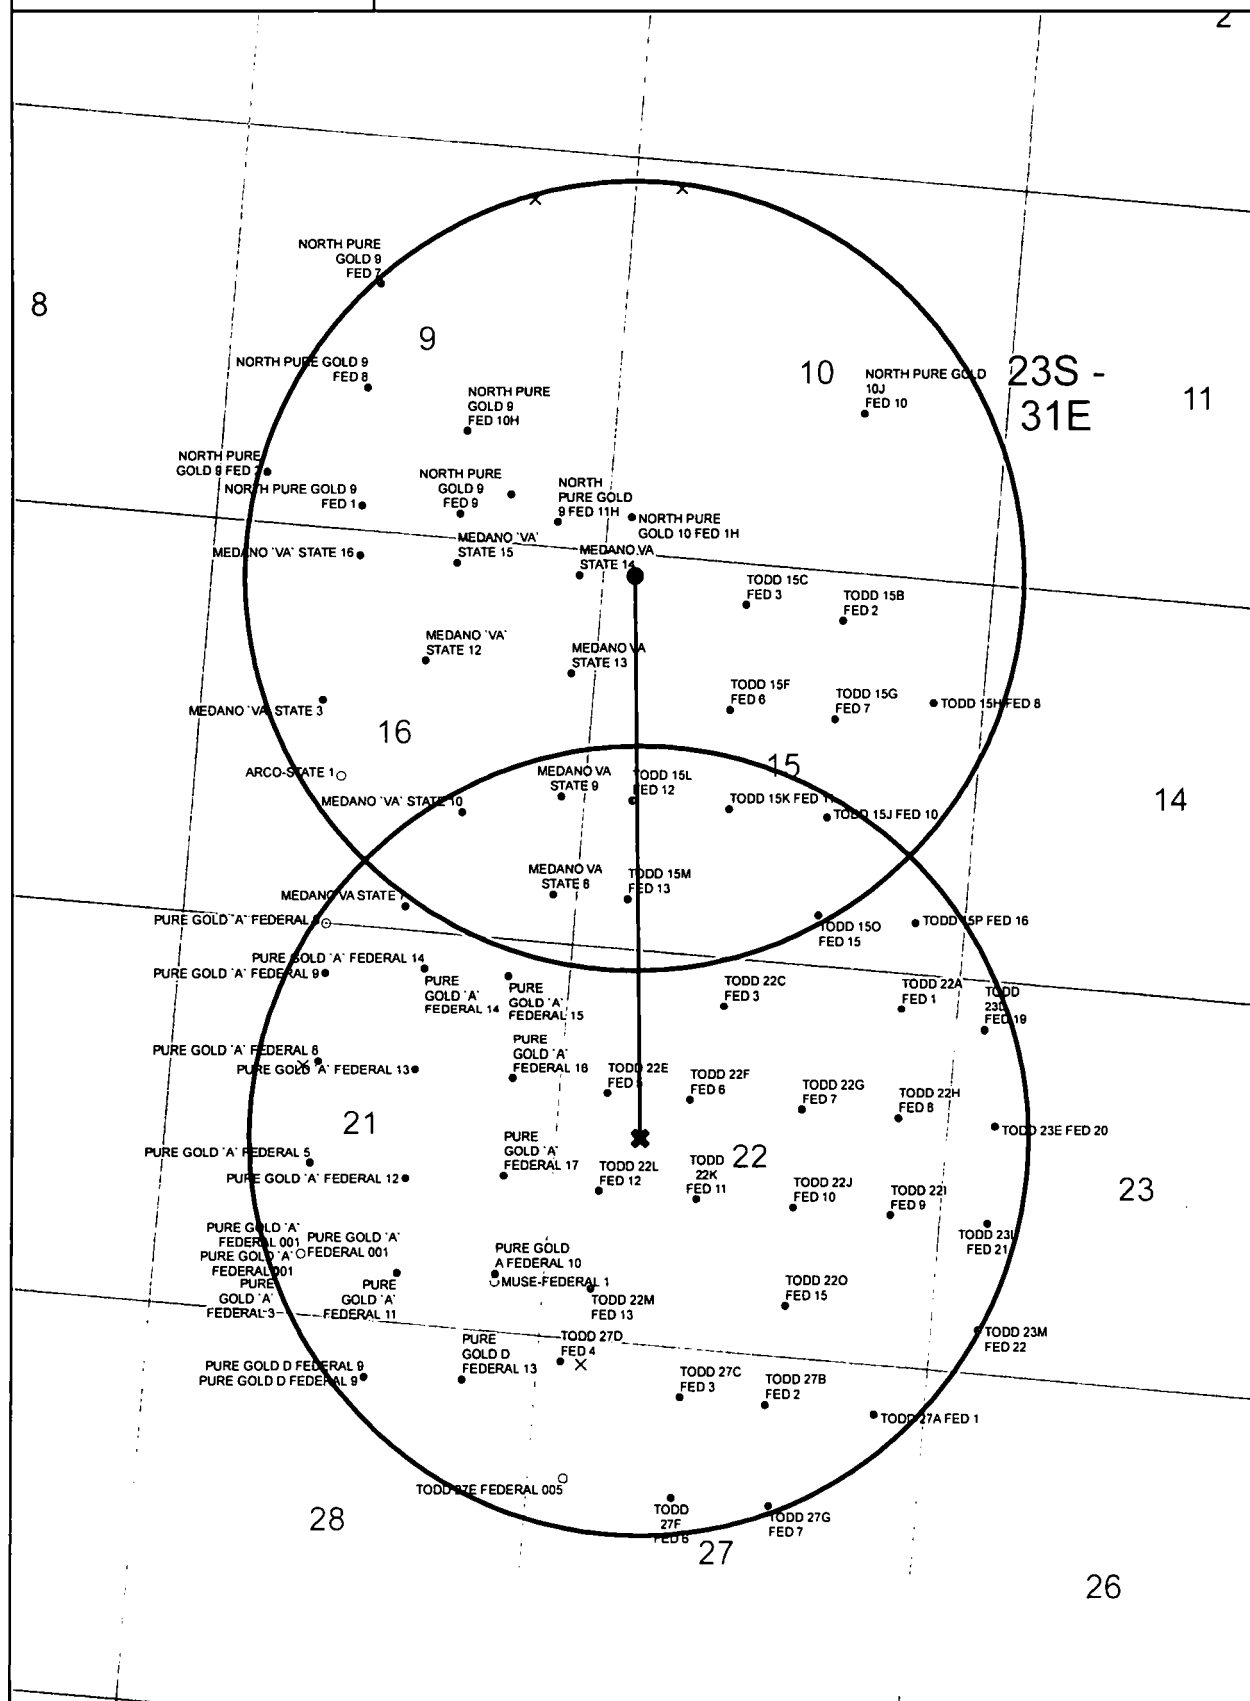 2
NORTH PURE
GOLD 9
FED 7
8
9
NORTH PURE GOLD 9
FED 8
NORTH PURE
GOLD 9
FED 10H
10
NORTH PURE GOLD
10J
FED 10
23S -
31E
11
NORTH PURE
GOLD 9 FED 2
NORTH PURE GOLD 9
FED 1
NORTH PURE
GOLD 9
FED 9
NORTH
PURE GOLD
9 FED 11H
NORTH PURE
GOLD 10 FED 1H
MEDANO 'VA' STATE 16
MEDANO 'VA'
STATE 15
MEDANO VA
STATE 14
TODD 15C
FED 3
TODD 15B
FED 2
MEDANO 'VA'
STATE 12
MEDANO VA
STATE 13
MEDANO 'VA' STATE 3
TODD 15F
FED 6
TODD 15G
FED 7
TODD 15H FED 8
16
15
ARCO-STATE 1
MEDANO VA
STATE 9
TODD 15L
FED 12
MEDANO 'VA' STATE 10
TODD 15K FED 11
TODD 15J FED 10
14
MEDANO VA
STATE 8
TODD 15M
FED 13
MEDANO VA STATE 7
PURE GOLD 'A' FEDERAL
TODD 15O
FED 15
TODD 15P FED 16
PURE GOLD 'A' FEDERAL 14
PURE GOLD 'A' FEDERAL 9
PURE
GOLD 'A'
FEDERAL 14
PURE
GOLD 'A'
FEDERAL 15
TODD 22C
FED 3
TODD 22A
FED 1
TODD
23D
FED 19
PURE GOLD 'A' FEDERAL 8
PURE GOLD 'A' FEDERAL 13
PURE
GOLD 'A'
FEDERAL 16
TODD 22E
FED 5
TODD 22F
FED 6
TODD 22G
FED 7
TODD 22H
FED 8
TODD 23E FED 20
21
PURE GOLD 'A' FEDERAL 5
PURE GOLD 'A' FEDERAL 12
PURE
GOLD 'A'
FEDERAL 17
TODD 22L
FED 12
TODD
22K
FED 11
22
TODD 22J
FED 10
TODD 22I
FED 9
23
TODD 23L
FED 21
PURE GOLD 'A'
FEDERAL 001
PURE GOLD 'A'
FEDERAL 001
PURE GOLD 'A'
FEDERAL 001
PURE
GOLD 'A'
FEDERAL 3
PURE
GOLD 'A'
FEDERAL 11
PURE GOLD
A FEDERAL 10
MUSE-FEDERAL 1
TODD 22M
FED 13
TODD 22O
FED 15
TODD 23M
FED 22
PURE GOLD D FEDERAL 9
PURE GOLD D FEDERAL 9
PURE
GOLD D
FEDERAL 13
TODD 27D
FED 4
TODD 27C
FED 3
TODD 27B
FED 2
TODD 27A FED 1
TODD 27E FEDERAL 005
TODD
27F
FED 6
TODD 27G
FED 7
28
27
26